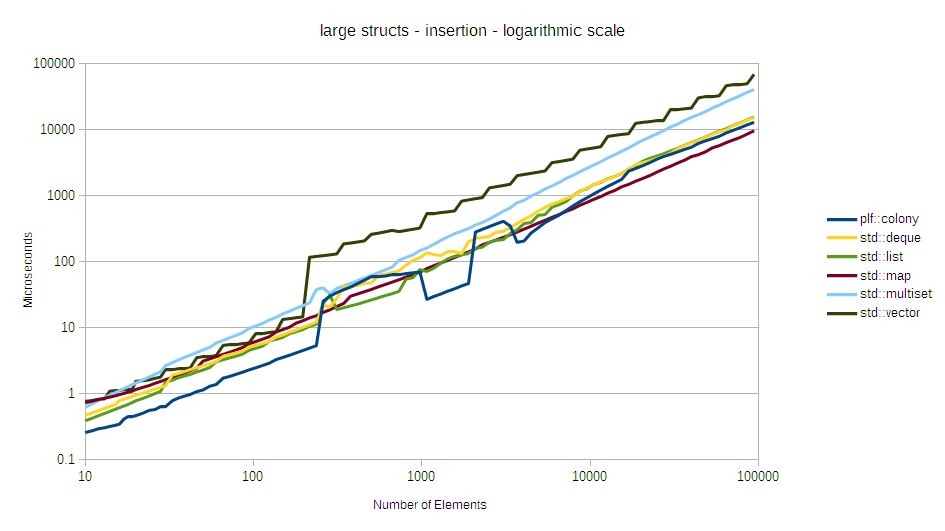 large structs - insertion - logarithmic scale
100000
10000
1000
100
10
1
0.1
Microseconds
10
100
1000
10000
100000
Number of Elements
plf::colony
std::deque
std::list
std::map
std::multiset
std::vector